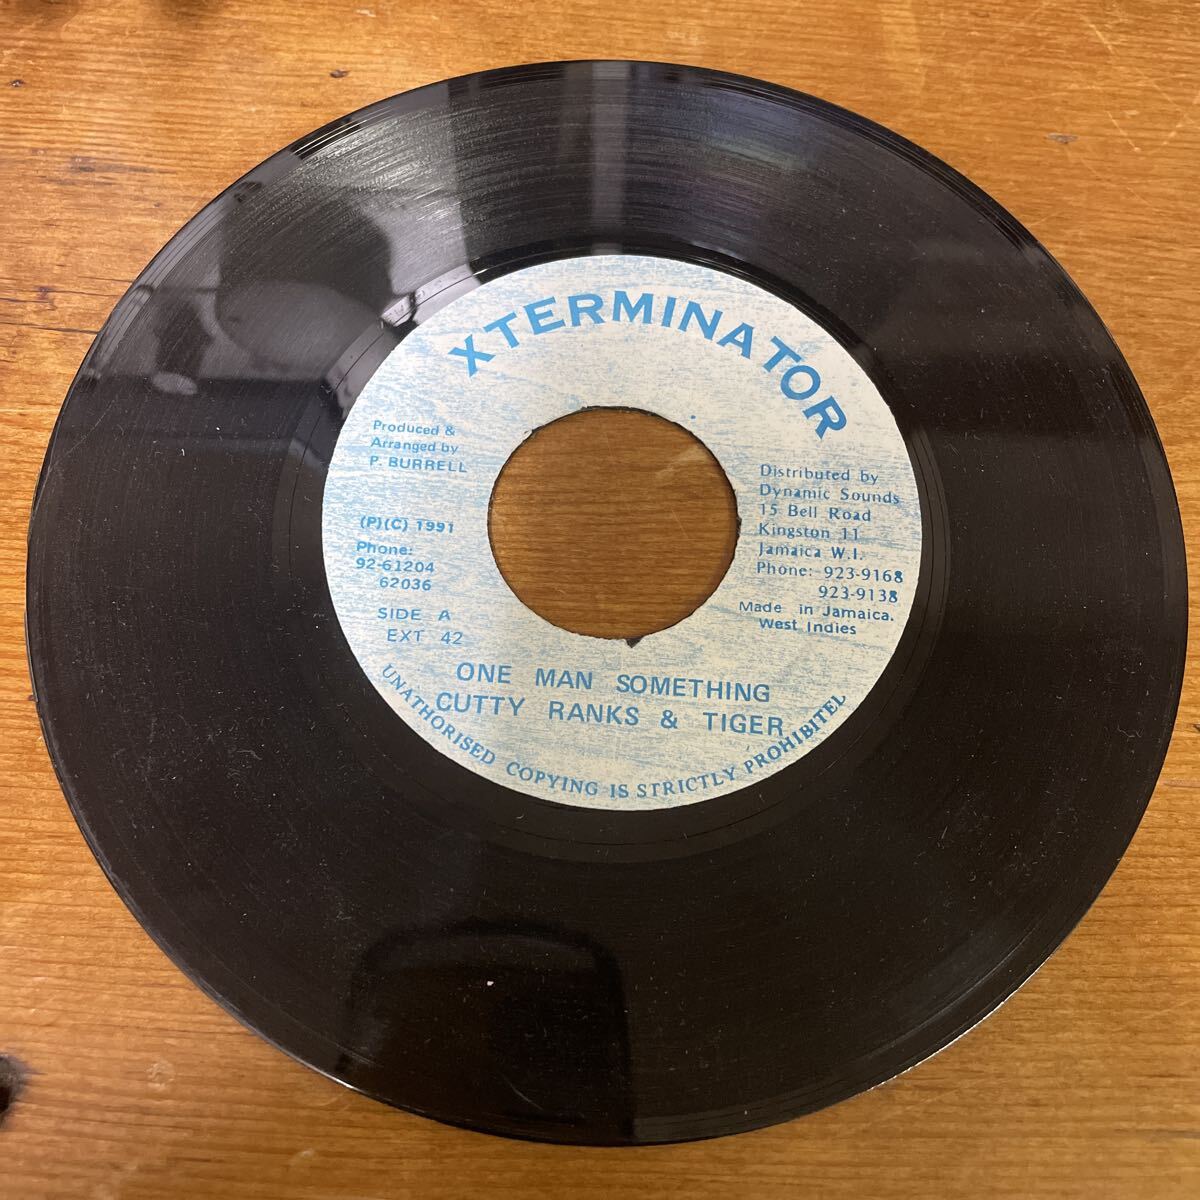 XTERMINATOR
Produced &
Arranged by
P. BURRELL
(P)(C) 1991
Phone:
92-61204
62036
SIDE A
EXT 42
Distributed by
Dynamic Sounds
15 Bell Road
Kingston 11
Jamaica W.I.
Phone: 923-9168
923-9138
Made in Jamaica.
West Indies
ONE MAN SOMETHING
CUTTY RANKS & TIGER
UNATHORISED COPYING IS STRICTLY PROHIBITEL